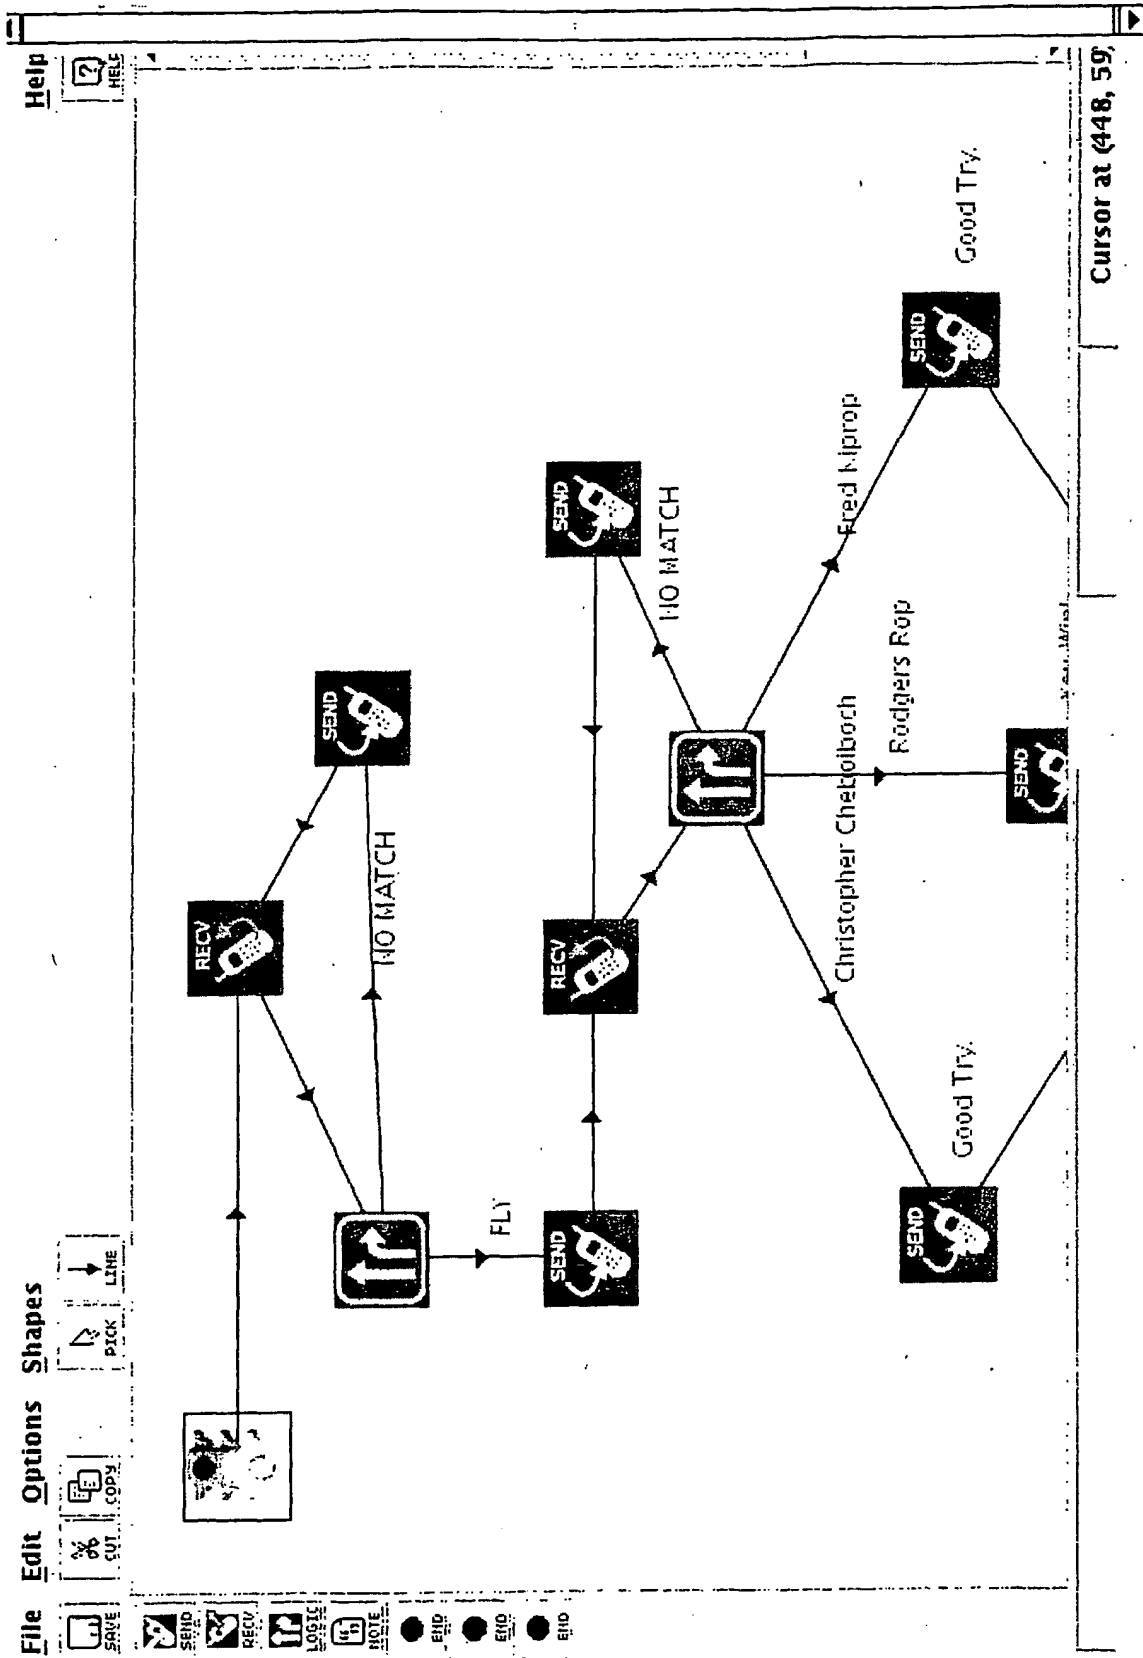 File Edit Options Shapes Help
SAVE CUT COPY PICK LINE HELP
SEND
RECV
LOGIC
NOTE
END
END
END
RECV
SEND
NO MATCH
FLY
SEND
RECV
SEND
NO MATCH
Christopher Cheboiboch
Rodgers Rop
Fred Kiprop
SEND
Good Try.
SEND
SEND
Good Try.
Cursor at (448, 59)